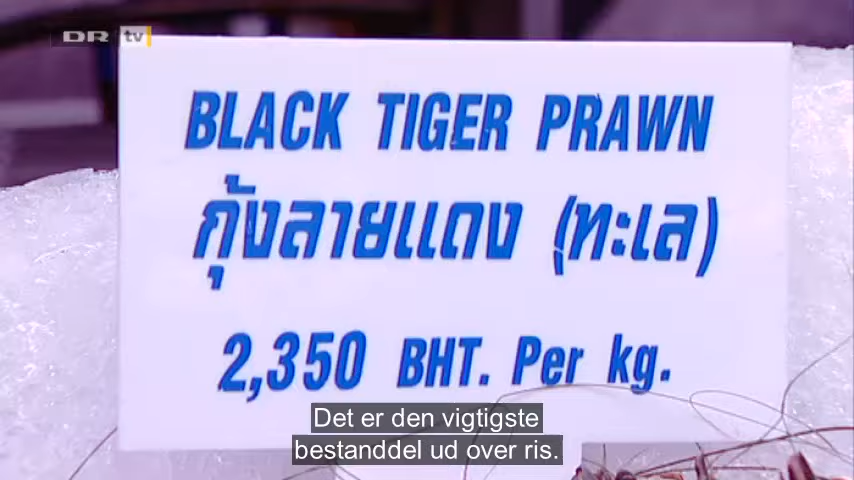 DR tv
BLACK TIGER PRAWN
กุ้งลายแดง (ทะเล)
2,350 BHT. Per kg.
Det er den vigtigste
bestanddel ud over ris.